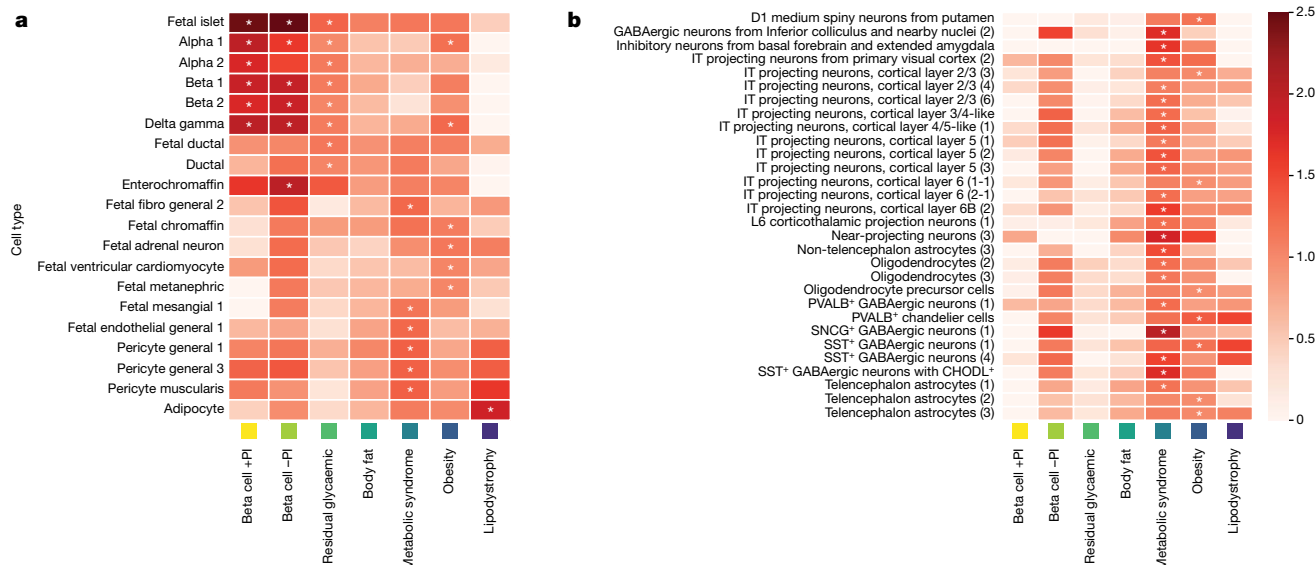 a
Cell type
Fetal islet
Alpha 1
Alpha 2
Beta 1
Beta 2
Delta gamma
Fetal ductal
Ductal
Enterochromaffin
Fetal fibro general 2
Fetal chromaffin
Fetal adrenal neuron
Fetal ventricular cardiomyocyte
Fetal metanephric
Fetal mesangial 1
Fetal endothelial general 1
Pericyte general 1
Pericyte general 3
Pericyte muscularis
Adipocyte
Beta cell +PI
Beta cell −PI
Residual glycaemic
Body fat
Metabolic syndrome
Obesity
Lipodystrophy
b
D1 medium spiny neurons from putamen
GABAergic neurons from Inferior colliculus and nearby nuclei (2)
Inhibitory neurons from basal forebrain and extended amygdala
IT projecting neurons from primary visual cortex (2)
IT projecting neurons, cortical layer 2/3 (3)
IT projecting neurons, cortical layer 2/3 (4)
IT projecting neurons, cortical layer 2/3 (6)
IT projecting neurons, cortical layer 3/4-like
IT projecting neurons, cortical layer 4/5-like (1)
IT projecting neurons, cortical layer 5 (1)
IT projecting neurons, cortical layer 5 (2)
IT projecting neurons, cortical layer 5 (3)
IT projecting neurons, cortical layer 6 (1-1)
IT projecting neurons, cortical layer 6 (2-1)
IT projecting neurons, cortical layer 6B (2)
L6 corticothalamic projection neurons (1)
Near-projecting neurons (3)
Non-telencephalon astrocytes (3)
Oligodendrocytes (2)
Oligodendrocytes (3)
Oligodendrocyte precursor cells
PVALB⁺ GABAergic neurons (1)
PVALB⁺ chandelier cells
SNCG⁺ GABAergic neurons (1)
SST⁺ GABAergic neurons (1)
SST⁺ GABAergic neurons (4)
SST⁺ GABAergic neurons with CHODL⁺
Telencephalon astrocytes (1)
Telencephalon astrocytes (2)
Telencephalon astrocytes (3)
Beta cell +PI
Beta cell −PI
Residual glycaemic
Body fat
Metabolic syndrome
Obesity
Lipodystrophy
2.5
2.0
1.5
1.0
0.5
0